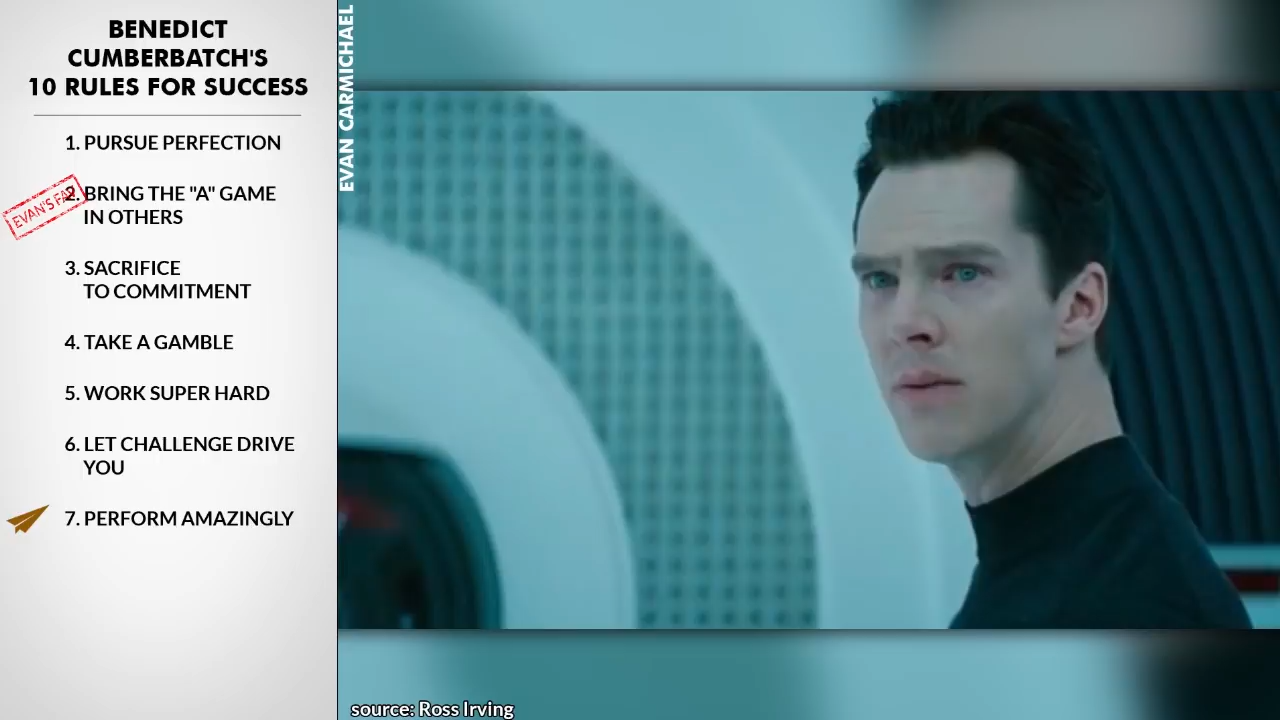 BENEDICT
CUMBERBATCH'S
10 RULES FOR SUCCESS
1. PURSUE PERFECTION
2. BRING THE "A" GAME
IN OTHERS
EVAN'S
3. SACRIFICE
TO COMMITMENT
4. TAKE A GAMBLE
5. WORK SUPER HARD
6. LET CHALLENGE DRIVE
YOU
7. PERFORM AMAZINGLY
EVAN CARMICHAEL
source: Ross Irving